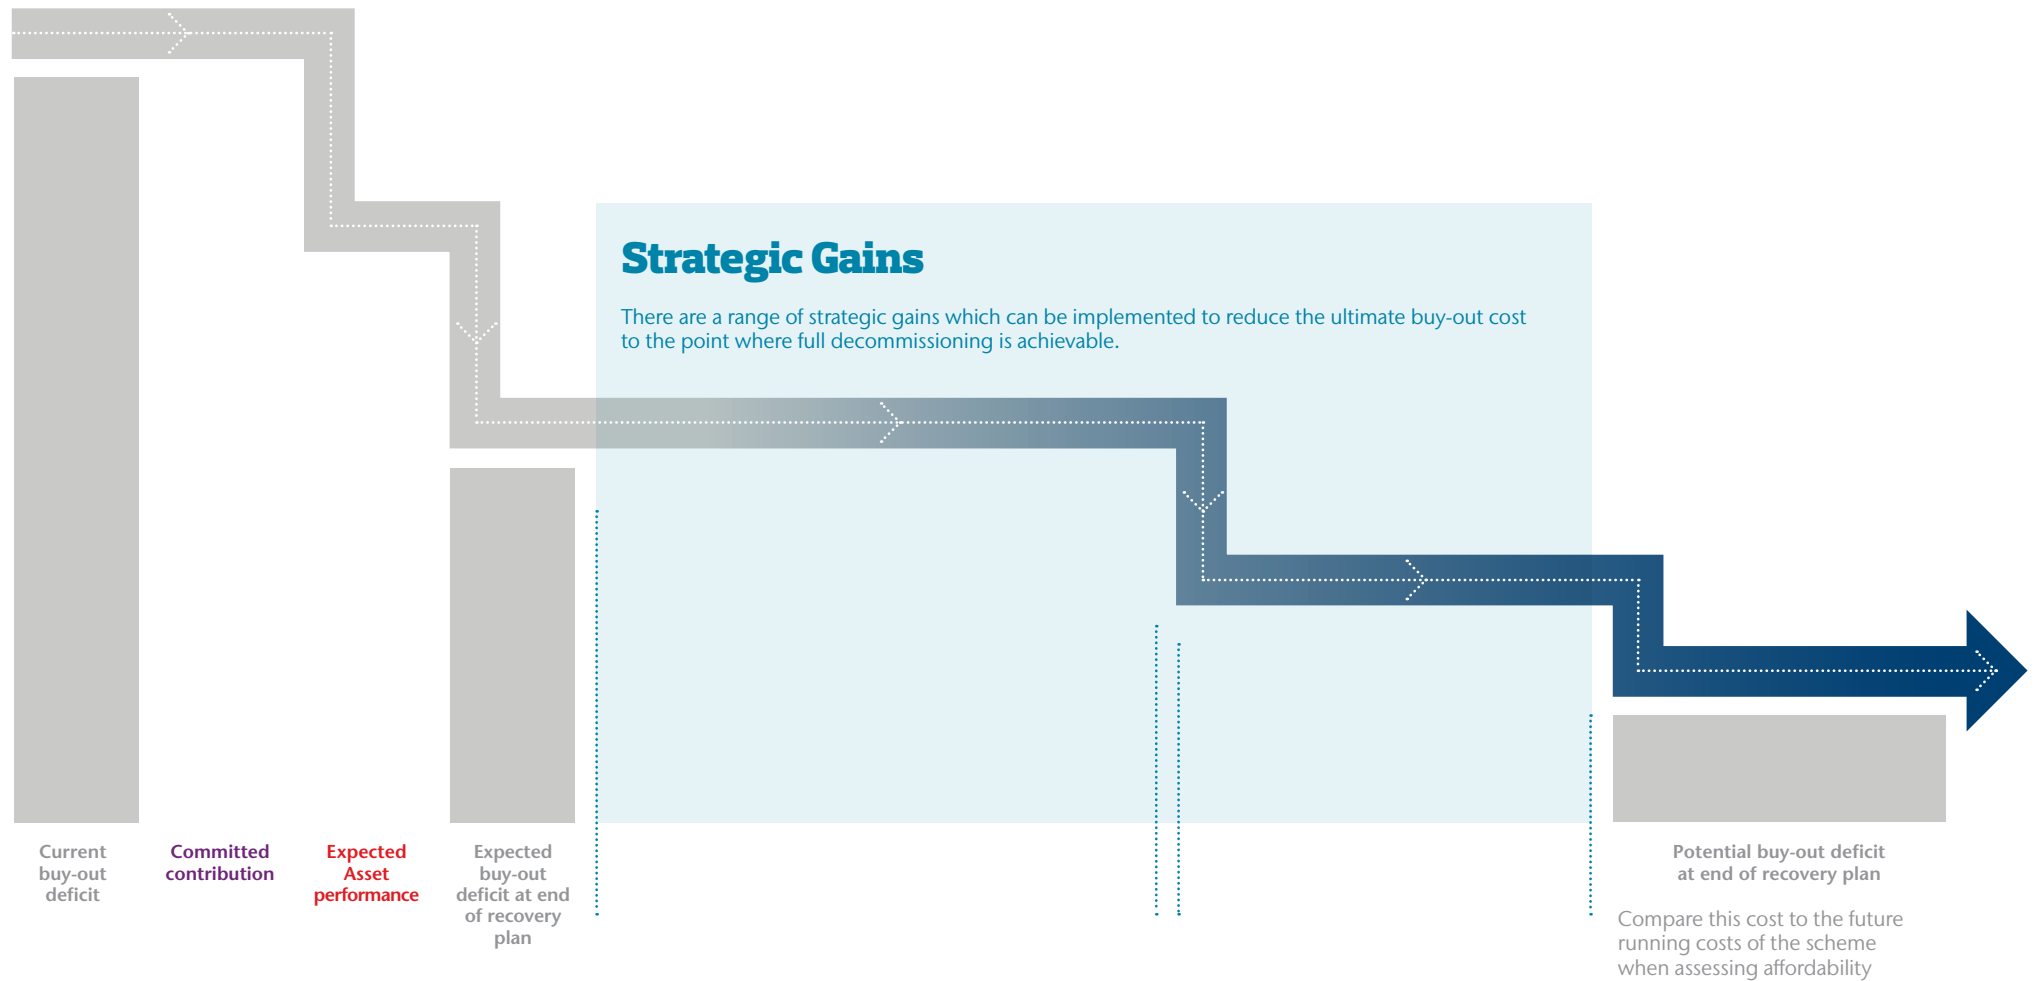 Strategic Gains
There are a range of strategic gains which can be implemented to reduce the ultimate buy-out cost
to the point where full decommissioning is achievable.
Current
buy-out
deficit
Committed
contribution
Expected
Asset
performance
Expected
buy-out
deficit at end
of recovery
plan
Potential buy-out deficit
at end of recovery plan
Compare this cost to the future
running costs of the scheme
when assessing affordability